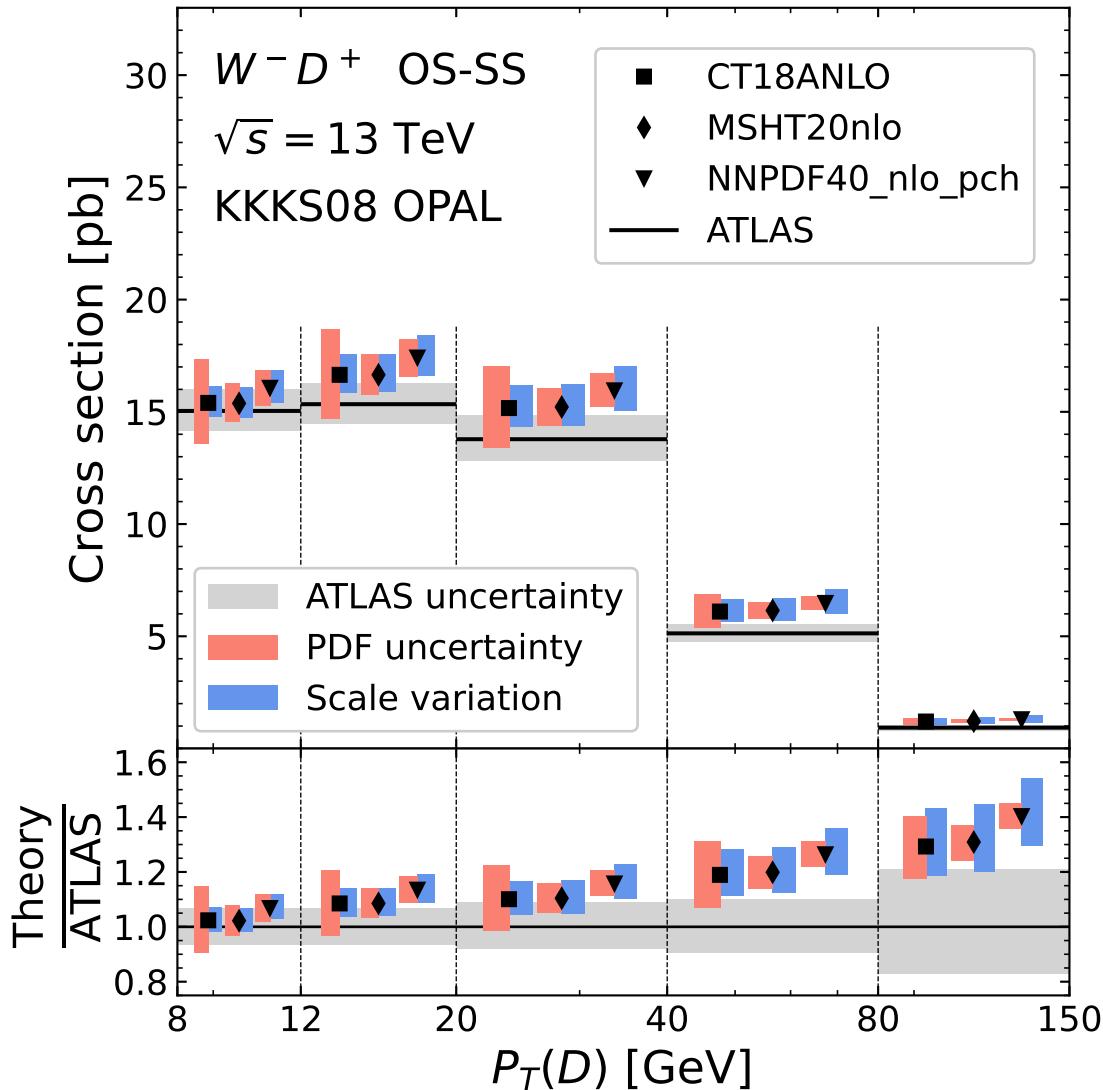 W⁻D⁺ OS-SS
√s = 13 TeV
KKKS08 OPAL
CT18ANLO
MSHT20nlo
NNPDF40_nlo_pch
ATLAS
Cross section [pb]
30
25
20
15
10
5
ATLAS uncertainty
PDF uncertainty
Scale variation
Theory
ATLAS
1.6
1.4
1.2
1.0
0.8
8 12 20 40 80 150
P_T(D) [GeV]